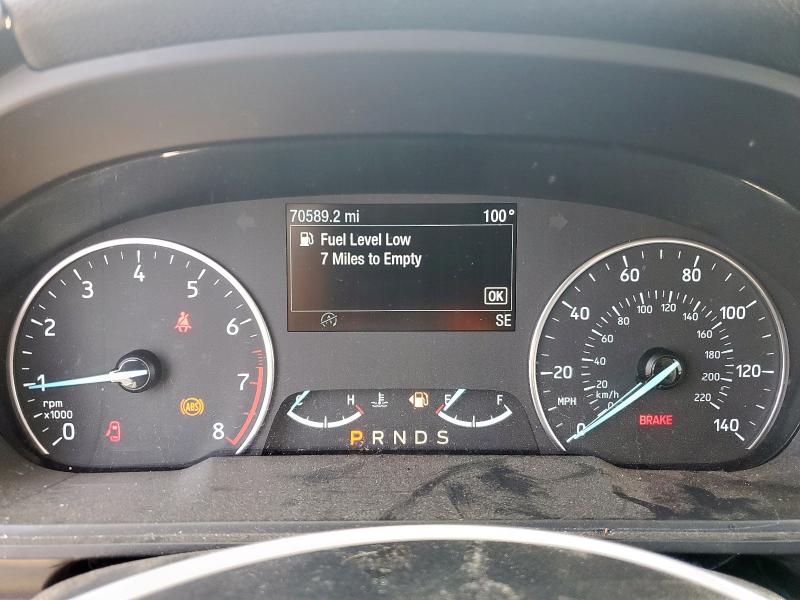 70589.2 mi 100°
Fuel Level Low
7 Miles to Empty
OK
SE
0 1 2 3 4 5 6 7 8
rpm
x1000
ABS
H
E F
P R N D S
0 20 40 60 80 100 120 140
MPH
0 20 40 60 80 100 120 140 160 180 200 220
km/h
BRAKE